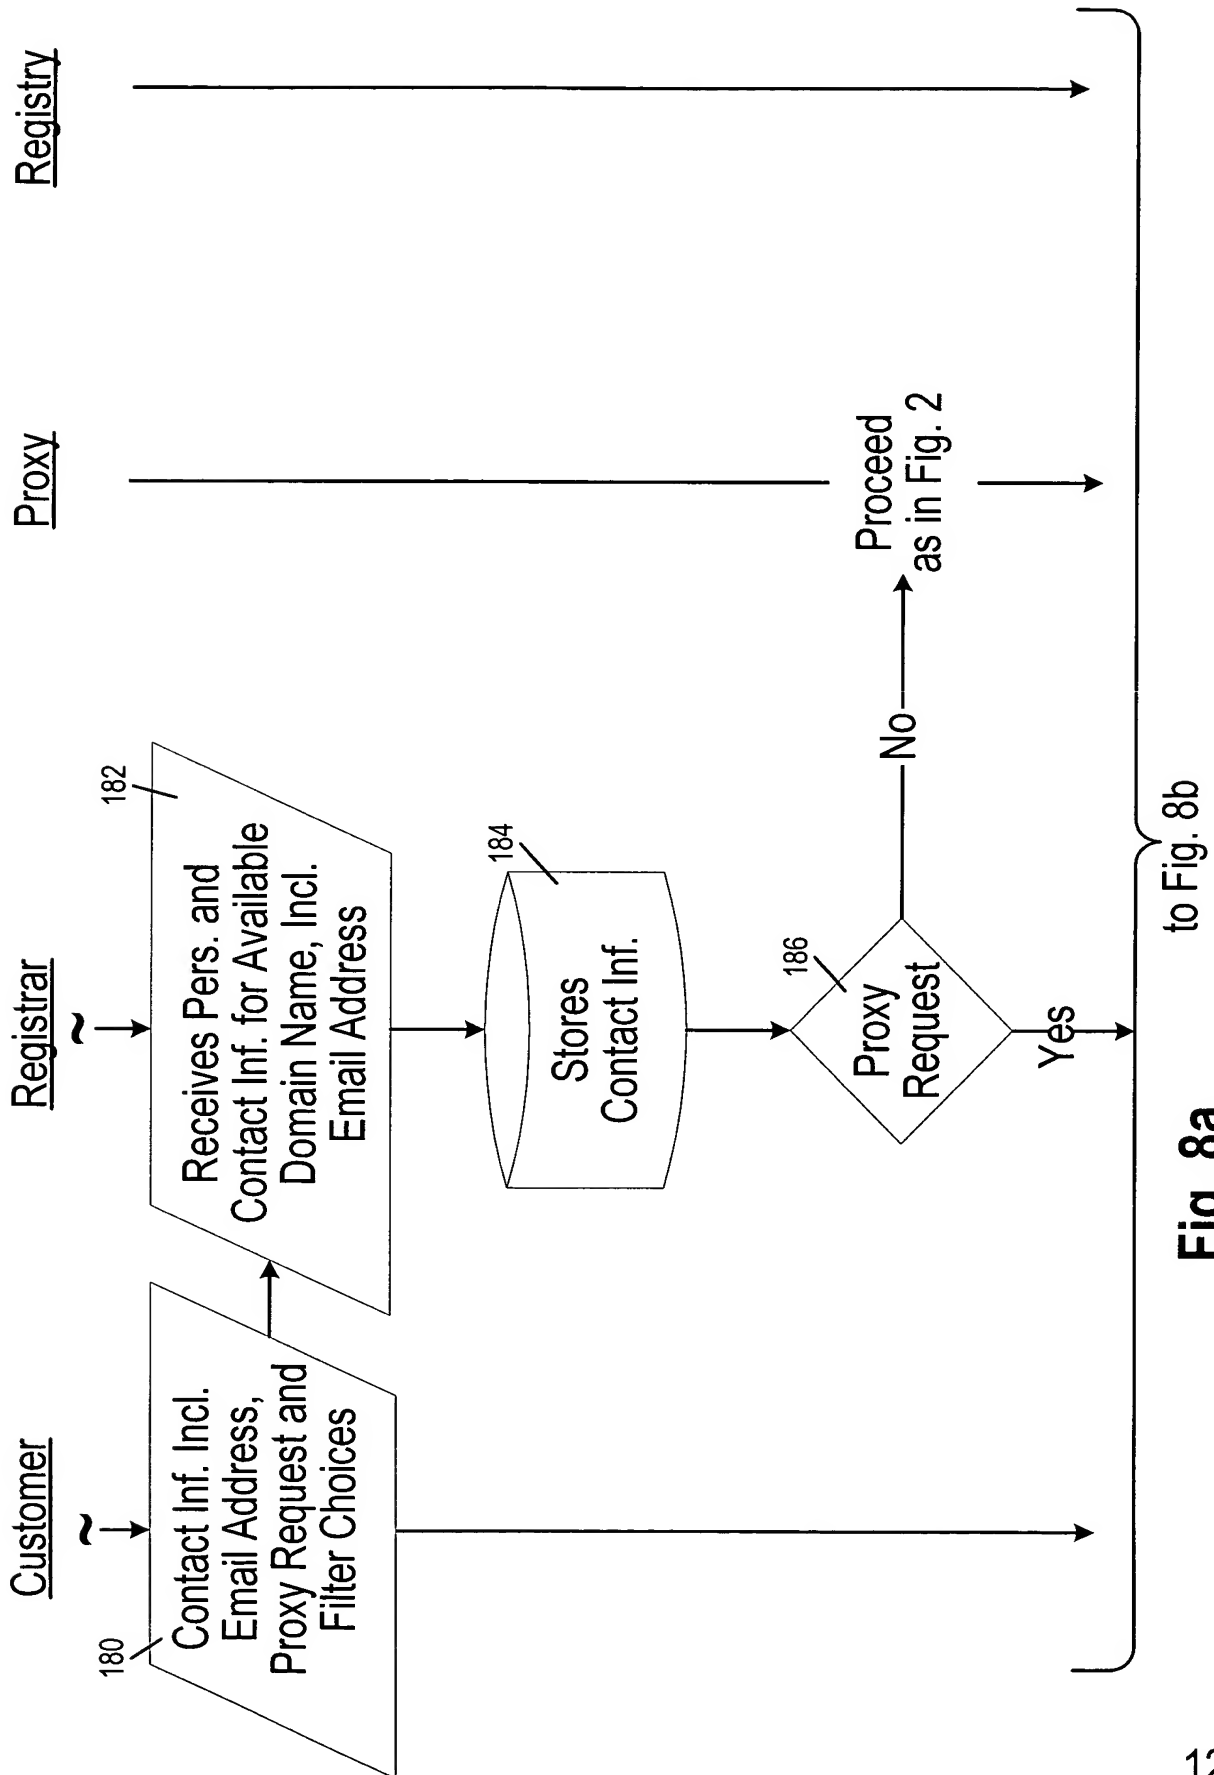 Customer
Registrar
Proxy
Registry
180
Contact Inf. Incl.
Email Address,
Proxy Request and
Filter Choices
182
Receives Pers. and
Contact Inf. for Available
Domain Name, Incl.
Email Address
184
Stores
Contact Inf.
186
Proxy
Request
No
Proceed
as in Fig. 2
Yes
to Fig. 8b
Fig. 8a